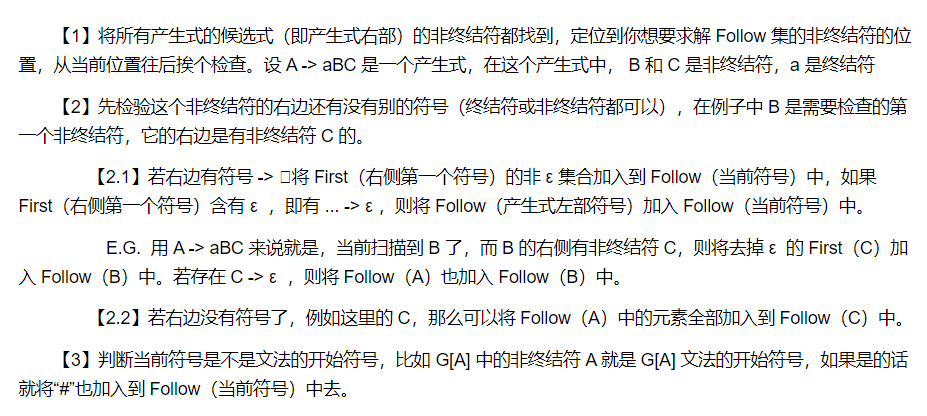 【1】将所有产生式的候选式（即产生式右部）的非终结符都找到，定位到你想要求解 Follow 集的非终结符的位
置，从当前位置往后挨个检查。设 A -> aBC 是一个产生式，在这个产生式中， B 和 C 是非终结符，a 是终结符
【2】先检验这个非终结符的右边还有没有别的符号（终结符或非终结符都可以），在例子中 B 是需要检查的第
一个非终结符，它的右边是有非终结符 C 的。
【2.1】若右边有符号 -> 将 First（右侧第一个符号）的非 ε 集合加入到 Follow（当前符号）中，如果
First（右侧第一个符号）含有 ε ，即有 ... -> ε ，则将 Follow（产生式左部符号）加入 Follow（当前符号）中。
E.G. 用 A -> aBC 来说就是，当前扫描到 B 了，而 B 的右侧有非终结符 C，则将去掉 ε 的 First（C）加
入 Follow（B）中。若存在 C -> ε ，则将 Follow（A）也加入 Follow（B）中。
【2.2】若右边没有符号了，例如这里的 C，那么可以将 Follow（A）中的元素全部加入到 Follow（C）中。
【3】判断当前符号是不是文法的开始符号，比如 G[A] 中的非终结符 A 就是 G[A] 文法的开始符号，如果是的话
就将“#”也加入到 Follow（当前符号）中去。